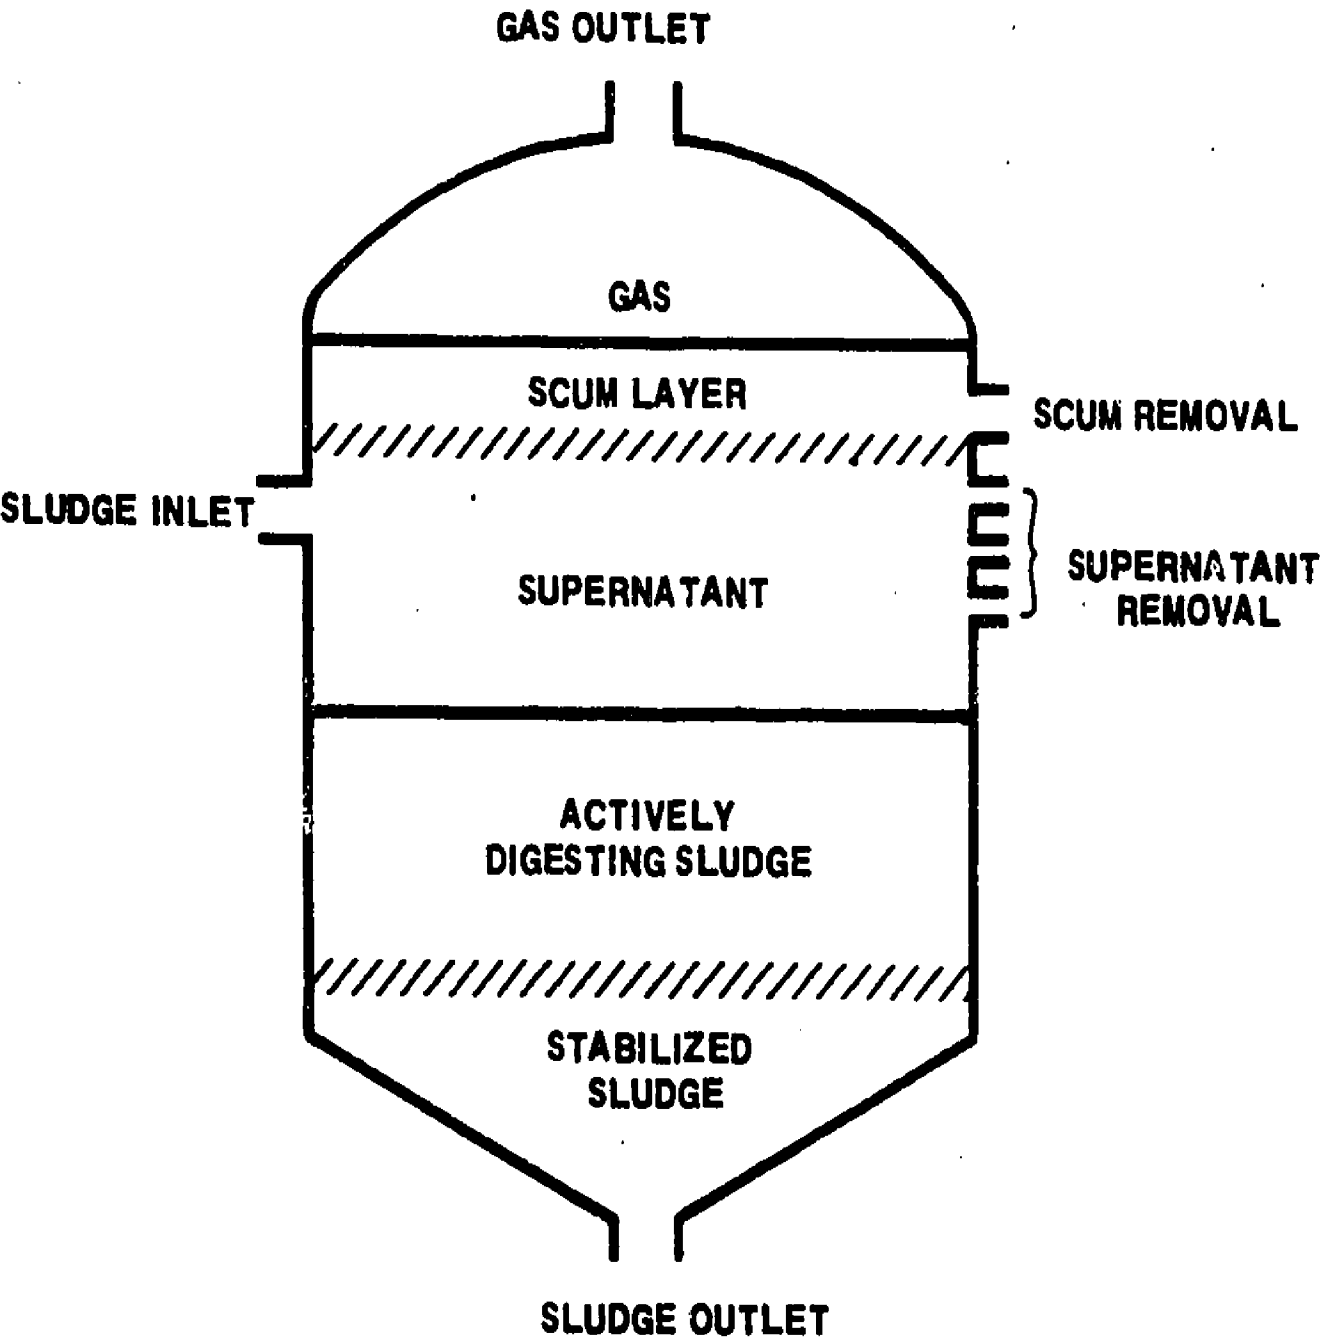 GAS OUTLET
GAS
SCUM LAYER
SCUM REMOVAL
SLUDGE INLET
SUPERNATANT
SUPERNATANT
REMOVAL
ACTIVELY
DIGESTING SLUDGE
STABILIZED
SLUDGE
SLUDGE OUTLET